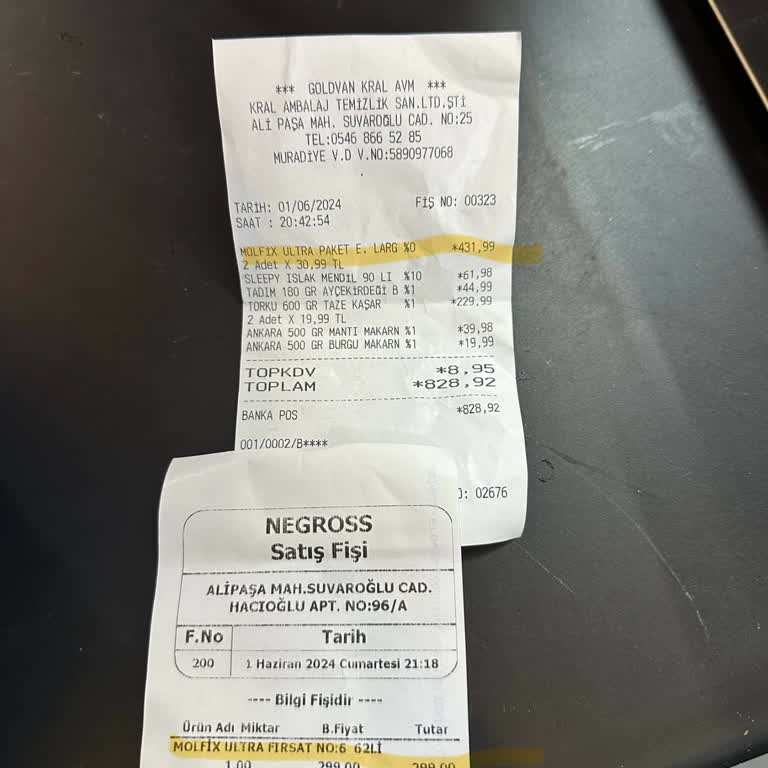 *** GOLDVAN KRAL AVM ***
KRAL AMBALAJ TEMİZLİK SAN.LTD.ŞTİ
ALİ PAŞA MAH. SUVAROĞLU CAD. NO:25
TEL:0546 866 52 85
MURADİYE V.D V.NO:5890977068
TARİH: 01/06/2024 FİŞ NO: 00323
SAAT : 20:42:54
MOLFİX ULTRA PAKET E. LARG %0 *431,99
2 Adet X 30,99 TL
SLEEPY ISLAK MENDİL 90 LI %10 *61,98
TADIM 180 GR AYÇEKİRDEĞİ B %1 *44,99
TORKU 600 GR TAZE KAŞAR %1 *229,99
2 Adet X 19,99 TL
ANKARA 500 GR MANTI MAKARN %1 *39,98
ANKARA 500 GR BURGU MAKARN %1 *19,99
TOPKDV *8,95
TOPLAM *828,92
BANKA POS *828,92
001/0002/B****
: 02676
NEGROSS
Satış Fişi
ALİPAŞA MAH.SUVAROĞLU CAD.
HACIOĞLU APT. NO:96/A
F.No Tarih
200 1 Haziran 2024 Cumartesi 21:18
---- Bilgi Fişidir ----
Ürün Adı Miktar B.Fiyat Tutar
MOLFIX ULTRA FIRSAT NO:6 62Lİ
1.00 299.00 299.00